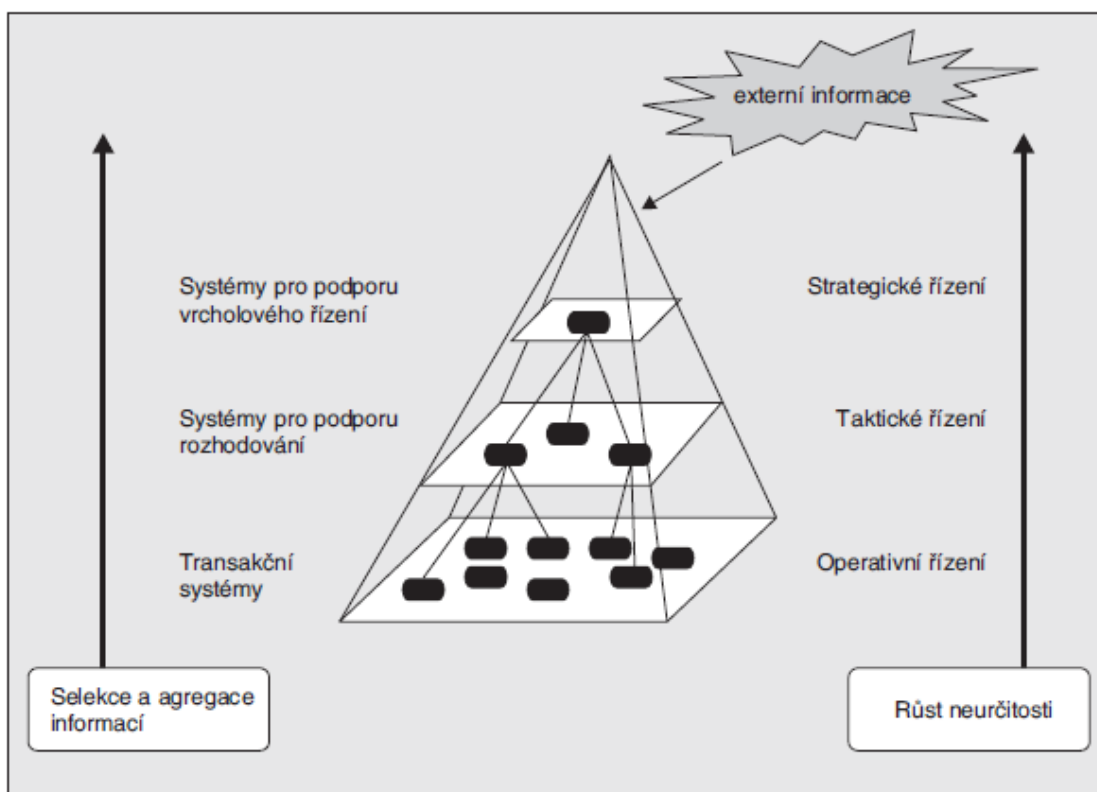 externí informace
Systémy pro podporu
vrcholového řízení
Strategické řízení
Systémy pro podporu
rozhodování
Taktické řízení
Transakční
systémy
Operativní řízení
Selekce a agregace
informací
Růst neurčitosti